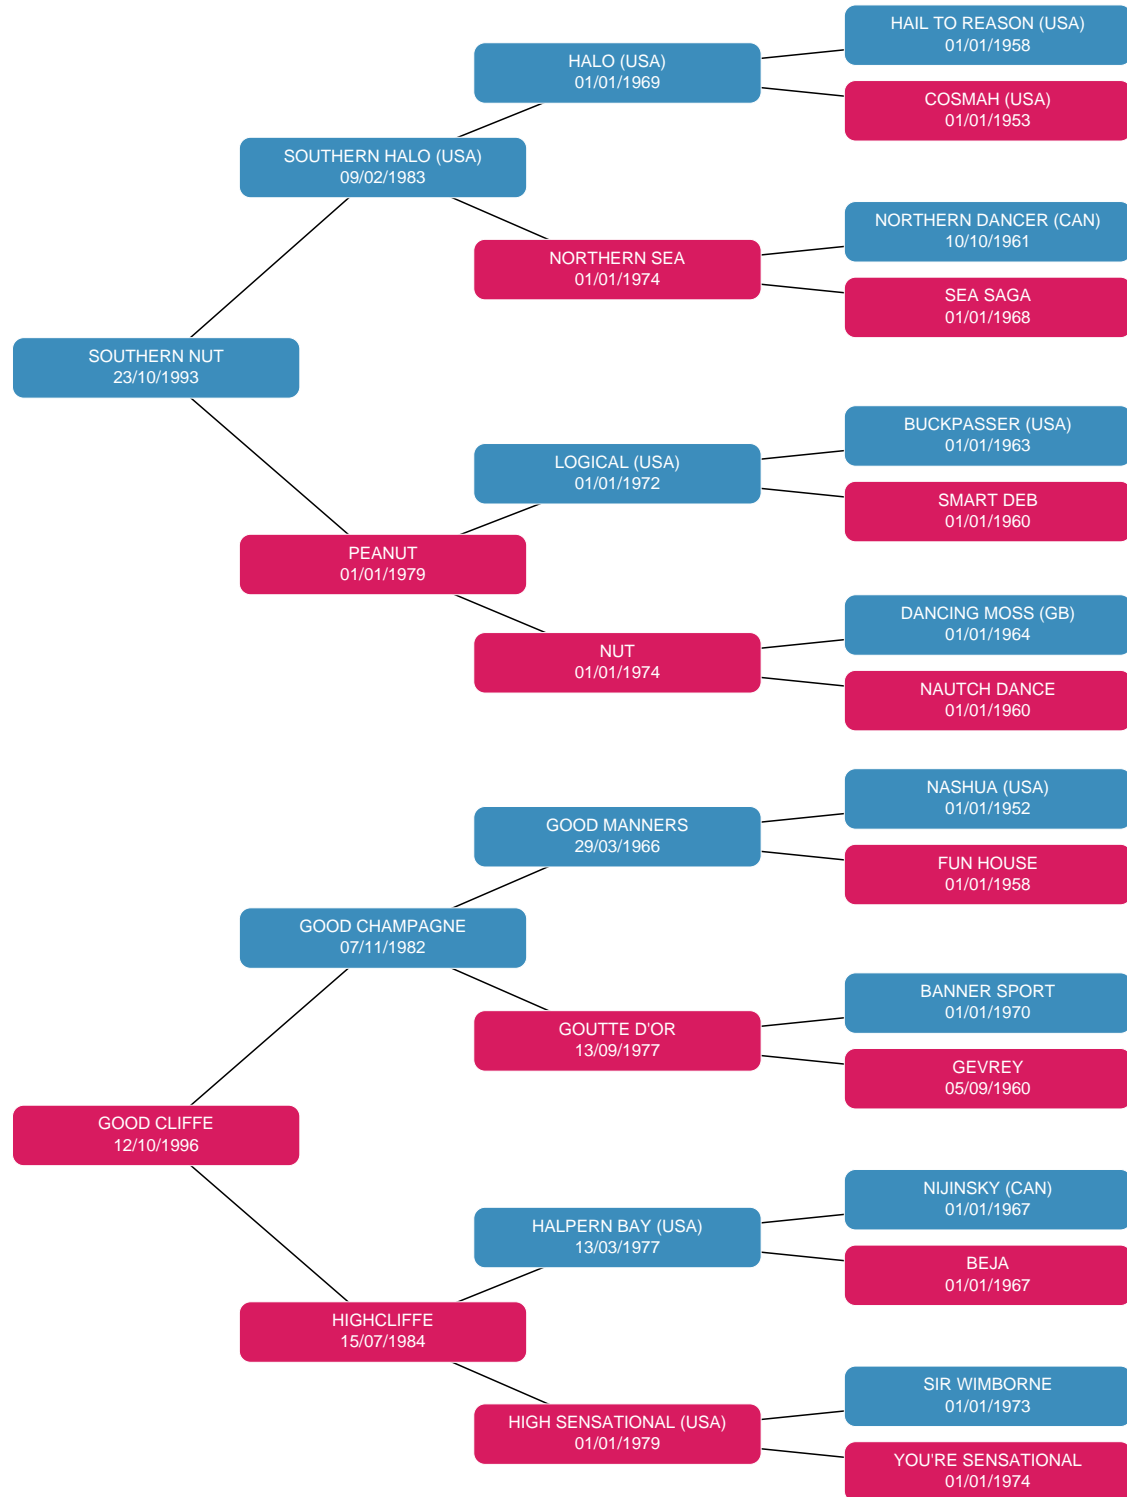 HAIL TO REASON (USA)
01/01/1958
HALO (USA)
01/01/1969
COSMAH (USA)
01/01/1953
SOUTHERN HALO (USA)
09/02/1983
NORTHERN DANCER (CAN)
10/10/1961
NORTHERN SEA
01/01/1974
SEA SAGA
01/01/1968
SOUTHERN NUT
23/10/1993
BUCKPASSER (USA)
01/01/1963
LOGICAL (USA)
01/01/1972
SMART DEB
01/01/1960
PEANUT
01/01/1979
DANCING MOSS (GB)
01/01/1964
NUT
01/01/1974
NAUTCH DANCE
01/01/1960
NASHUA (USA)
01/01/1952
GOOD MANNERS
29/03/1966
FUN HOUSE
01/01/1958
GOOD CHAMPAGNE
07/11/1982
BANNER SPORT
01/01/1970
GOUTTE D'OR
13/09/1977
GEVREY
05/09/1960
GOOD CLIFFE
12/10/1996
NIJINSKY (CAN)
01/01/1967
HALPERN BAY (USA)
13/03/1977
BEJA
01/01/1967
HIGHCLIFFE
15/07/1984
SIR WIMBORNE
01/01/1973
HIGH SENSATIONAL (USA)
01/01/1979
YOU'RE SENSATIONAL
01/01/1974